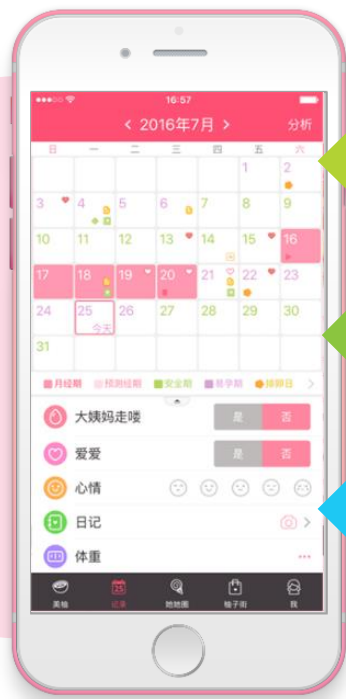 16:57
< 2016年7月 > 分析
日 一 二 三 四 五 六
1 2
3 4 5 6 7 8 9
10 11 12 13 14 15 16
17 18 19 20 21 22 23
24 25 26 27 28 29 30
今天
31
月经期 预测经期 安全期 易孕期 排卵日 >
大姨妈走喽 是 否
爱爱 是 否
心情
日记 >
体重 ...
美柚 记录 她她圈 柚子街 我